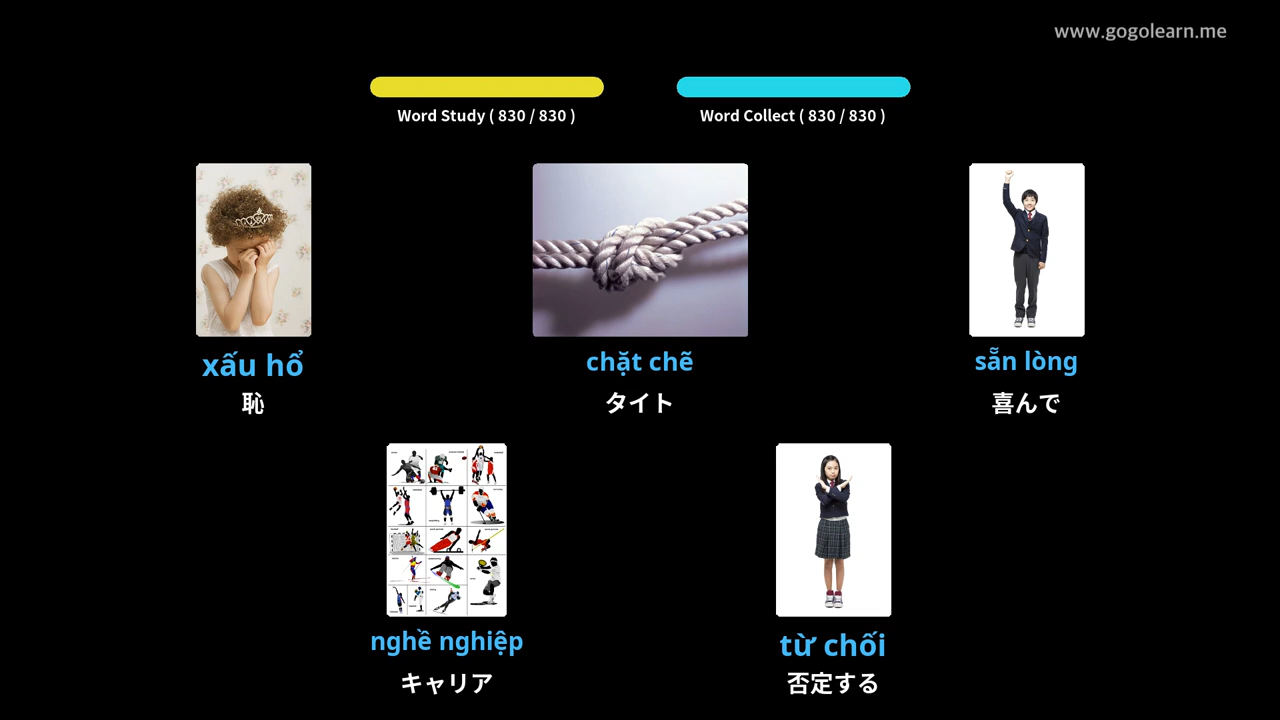 www.gogolearn.me
Word Study ( 830 / 830 )
Word Collect ( 830 / 830 )
xấu hổ
恥
chặt chẽ
タイト
sẵn lòng
喜んで
nghề nghiệp
キャリア
từ chối
否定する